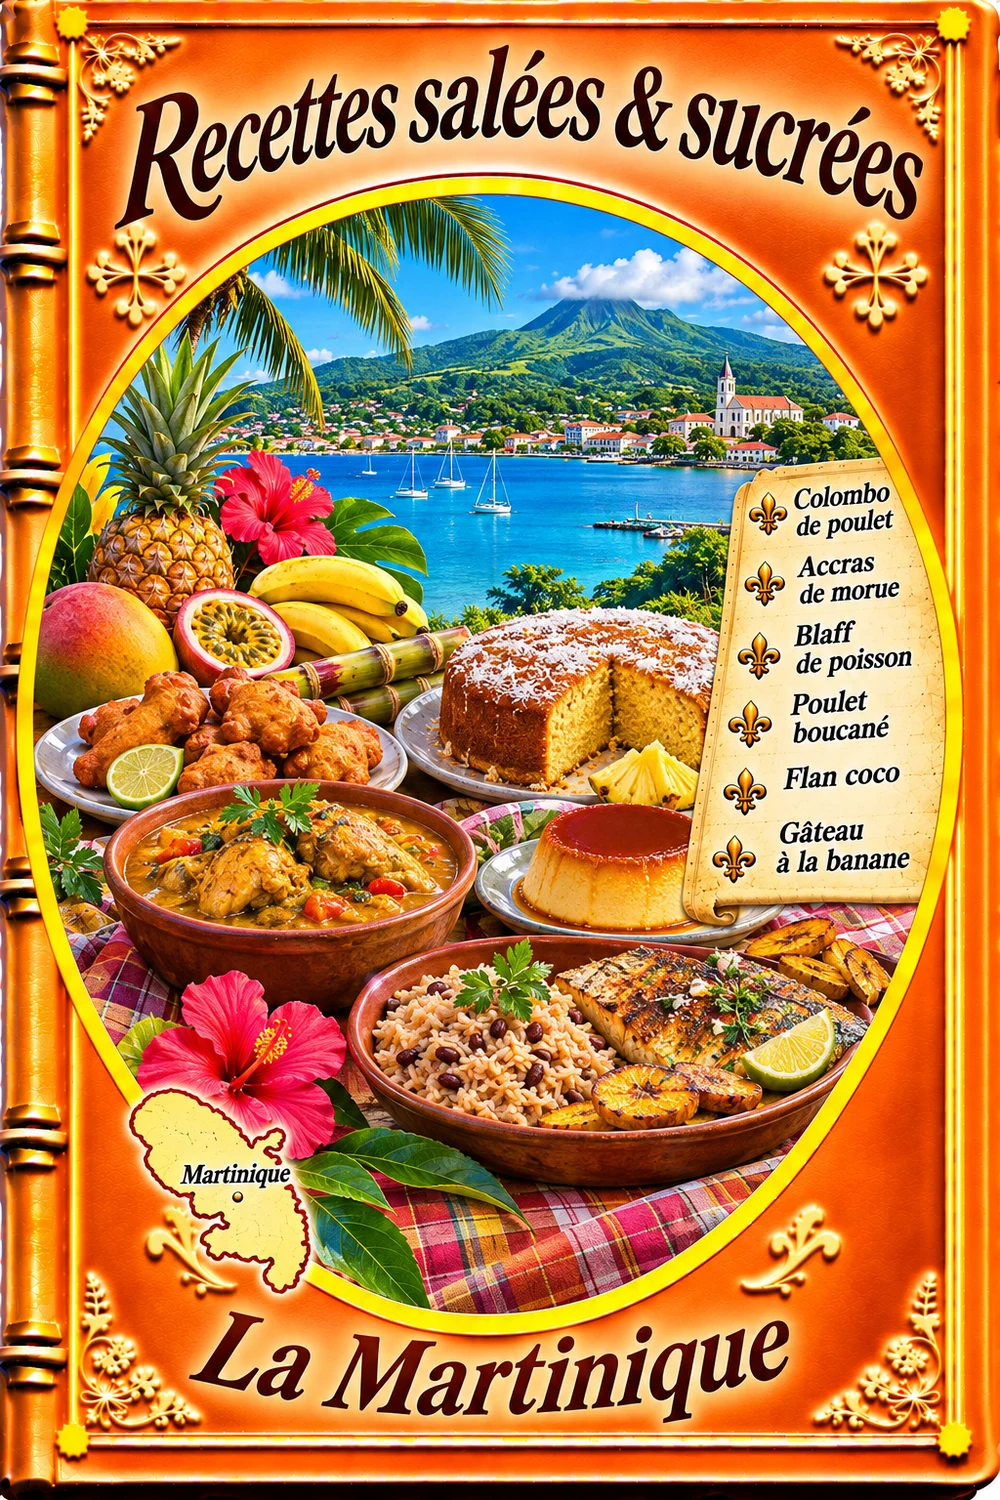 Recettes salées & sucrées
Colombo
de poulet
Accras
de morue
Blaff
de poisson
Poulet
boucané
Flan coco
Gâteau
à la banane
Martinique
La Martinique